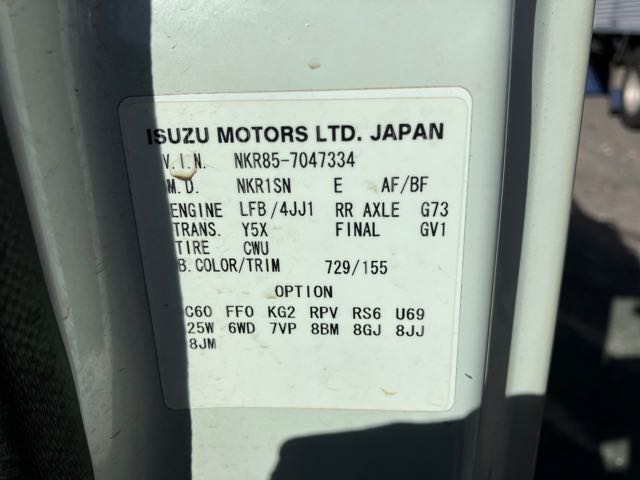 ISUZU MOTORS LTD. JAPAN
V.I.N. NKR85-7047334
M.D. NKR1SN E AF/BF
ENGINE LFB/4JJ1 RR AXLE G73
TRANS. Y5X FINAL GV1
TIRE CWU
B.COLOR/TRIM 729/155
OPTION
C60 FF0 KG2 RPV RS6 U69
25W 6WD 7VP 8BM 8GJ 8JJ
8JM